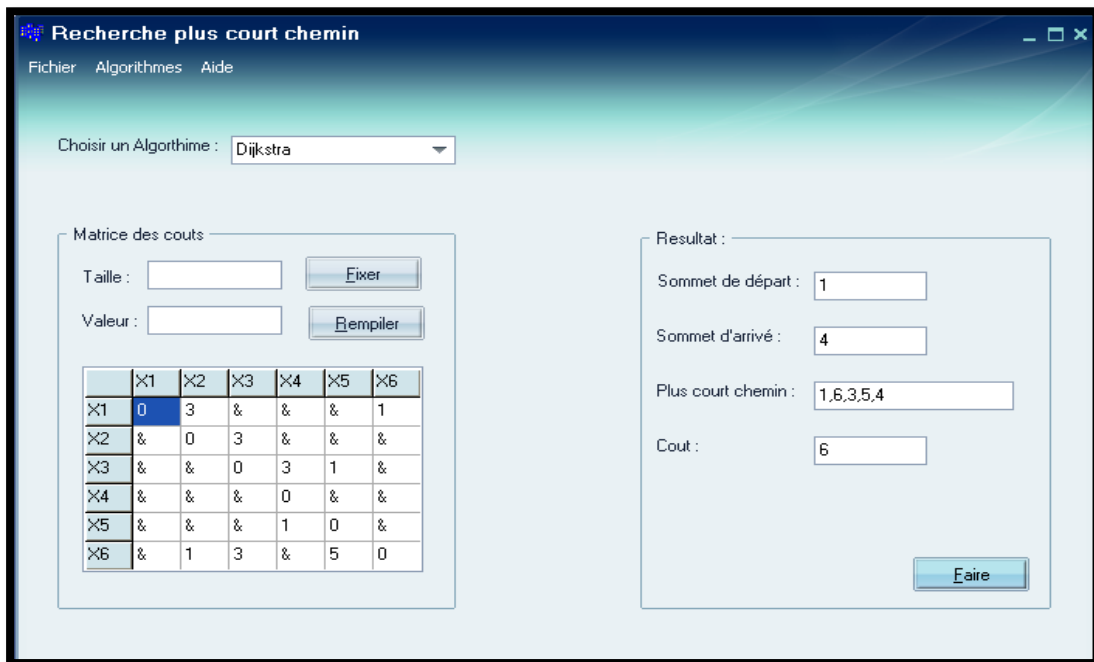 Recherche plus court chemin
Fichier Algorithmes Aide
Choisir un Algorthime : Dijkstra
Matrice des couts
Taille :
Fixer
Valeur :
Rempiler
X1 X2 X3 X4 X5 X6
X1 0 3 & & & 1
X2 & 0 3 & & &
X3 & & 0 3 1 &
X4 & & & 0 & &
X5 & & & 1 0 &
X6 & 1 3 & 5 0
Resultat :
Sommet de départ : 1
Sommet d'arrivé : 4
Plus court chemin : 1,6,3,5,4
Cout : 6
Faire